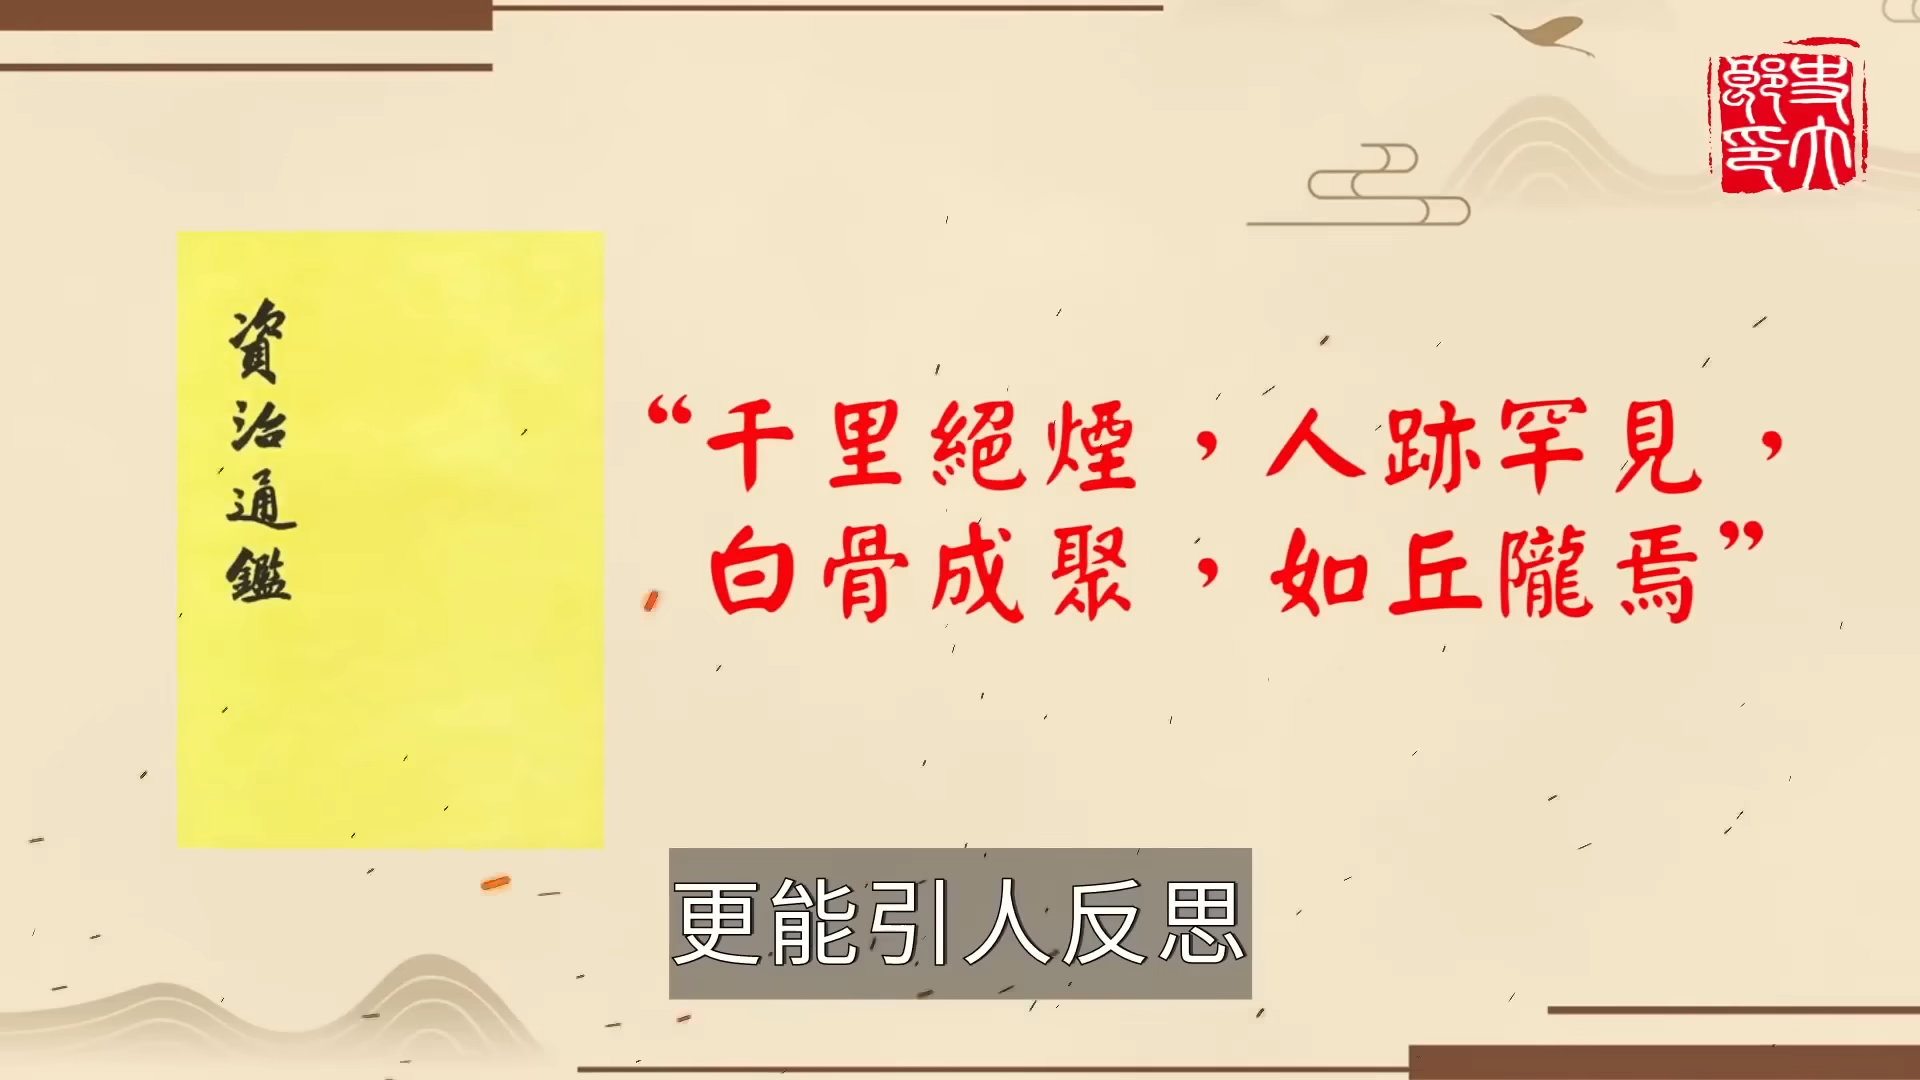 資治通鑑
“千里絕煙，人跡罕見，
白骨成聚，如丘隴焉”
更能引人反思